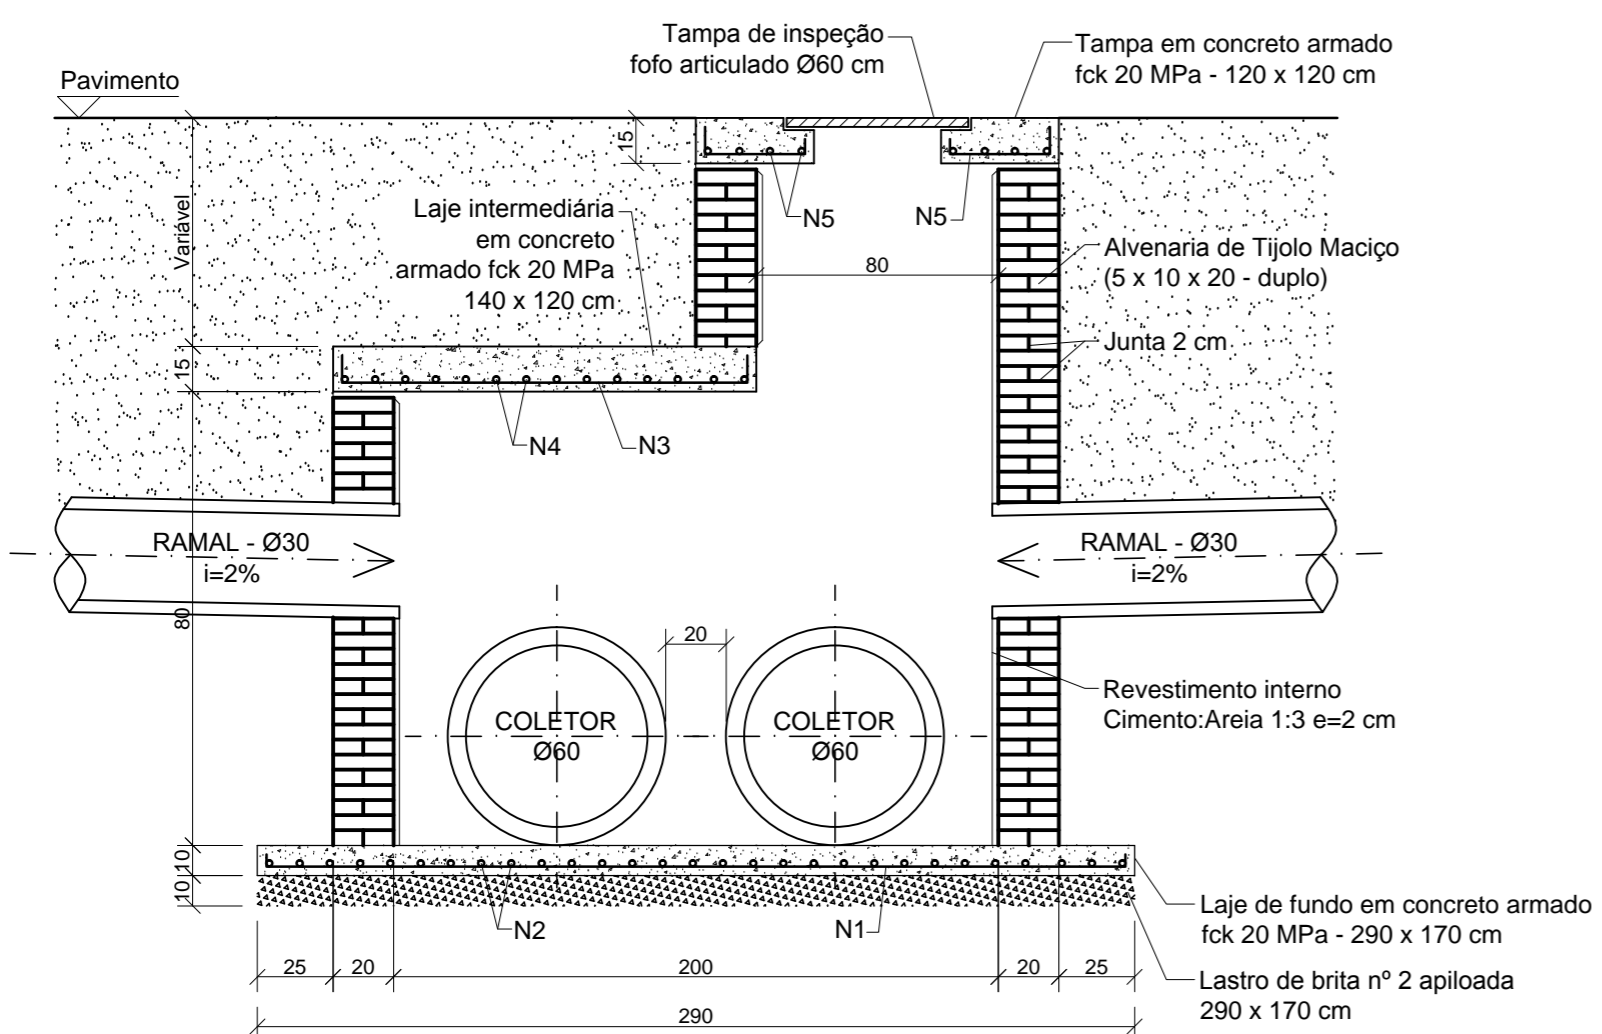 Tampa de inspeção
fofo articulado Ø60 cm
Tampa em concreto armado
fck 20 MPa - 120 x 120 cm
Pavimento
15
Variável
Laje intermediária
em concreto
armado fck 20 MPa
140 x 120 cm
N5
N5
80
Alvenaria de Tijolo Maciço
(5 x 10 x 20 - duplo)
Junta 2 cm
15
N4
N3
RAMAL - Ø30
i=2%
RAMAL - Ø30
i=2%
80
20
COLETOR
Ø60
COLETOR
Ø60
Revestimento interno
Cimento:Areia 1:3 e=2 cm
10
10
N2
N1
Laje de fundo em concreto armado
fck 20 MPa - 290 x 170 cm
Lastro de brita nº 2 apiloada
290 x 170 cm
25
20
200
20
25
290